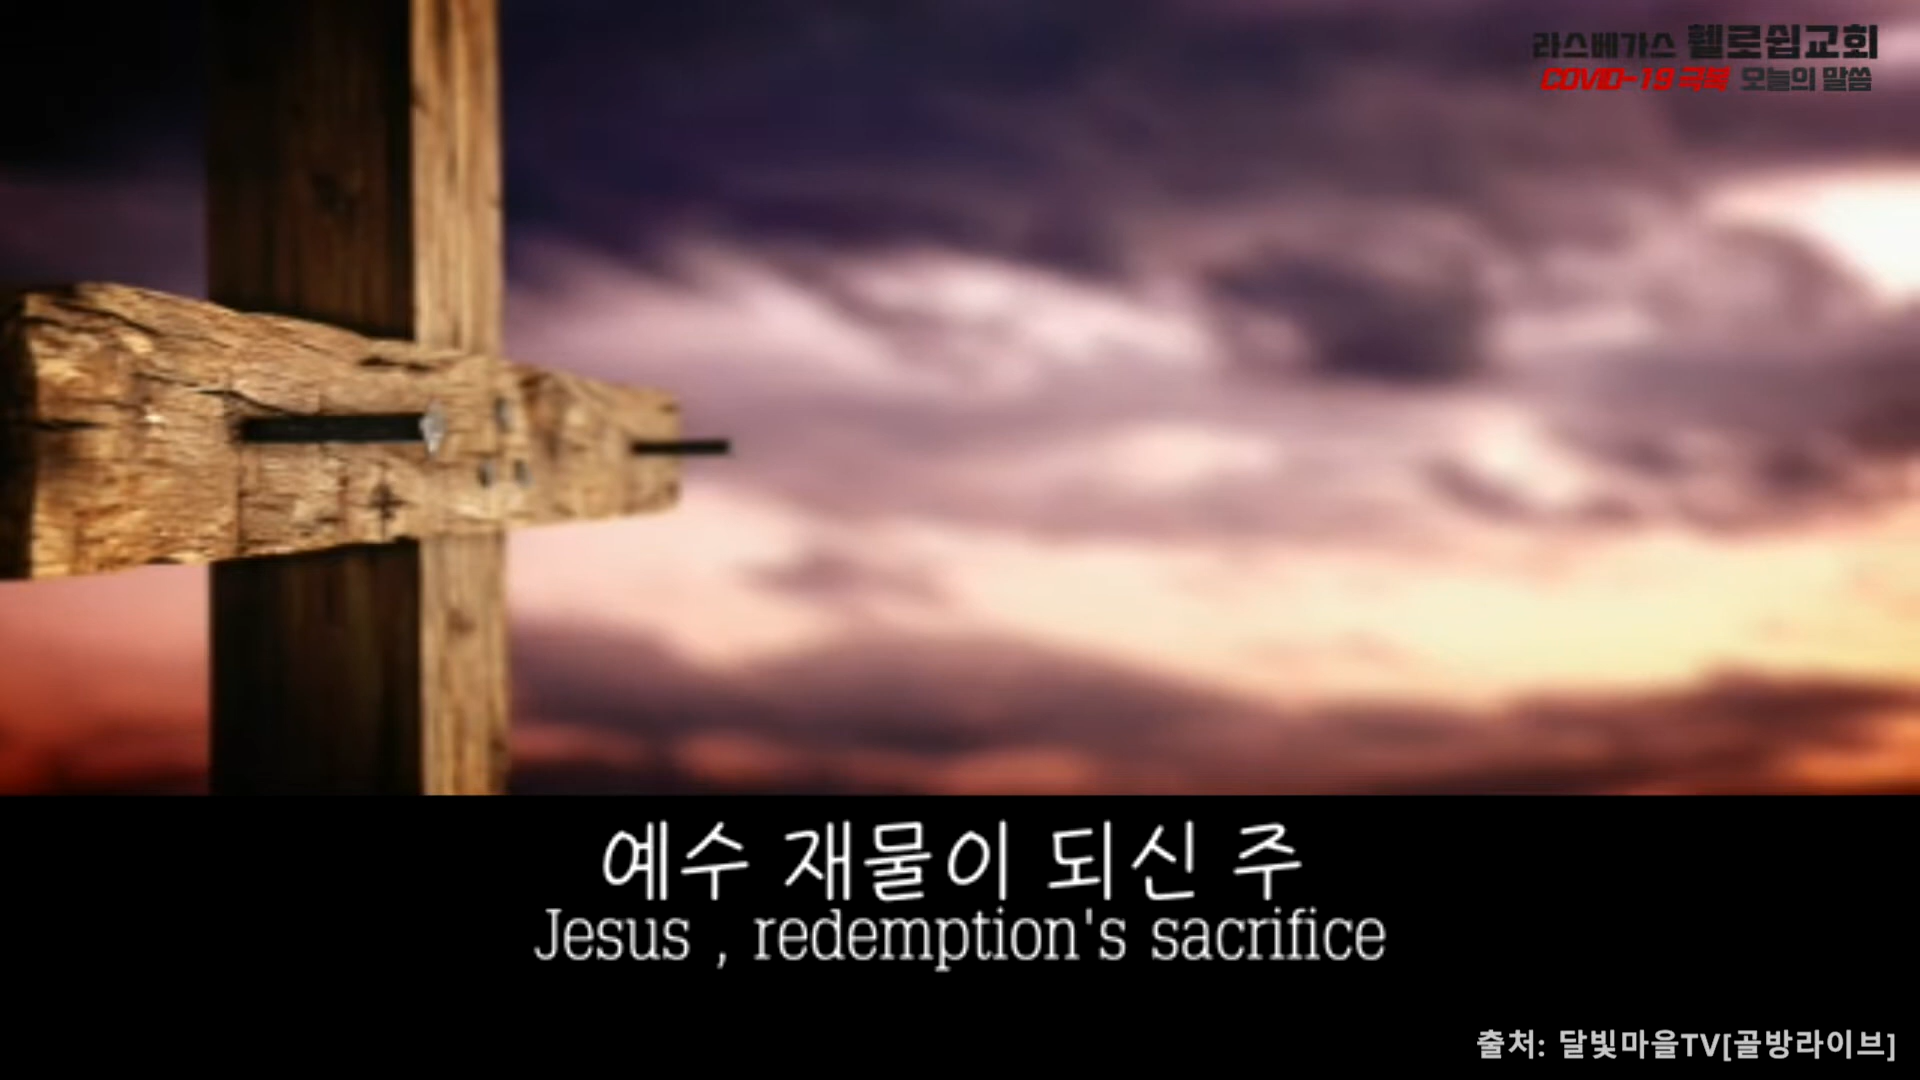 라스베가스 헬로쉽교회
COVID-19 극복 오늘의 말씀
예수 재물이 되신 주
Jesus , redemption's sacrifice
출처: 달빛마을TV[골방라이브]